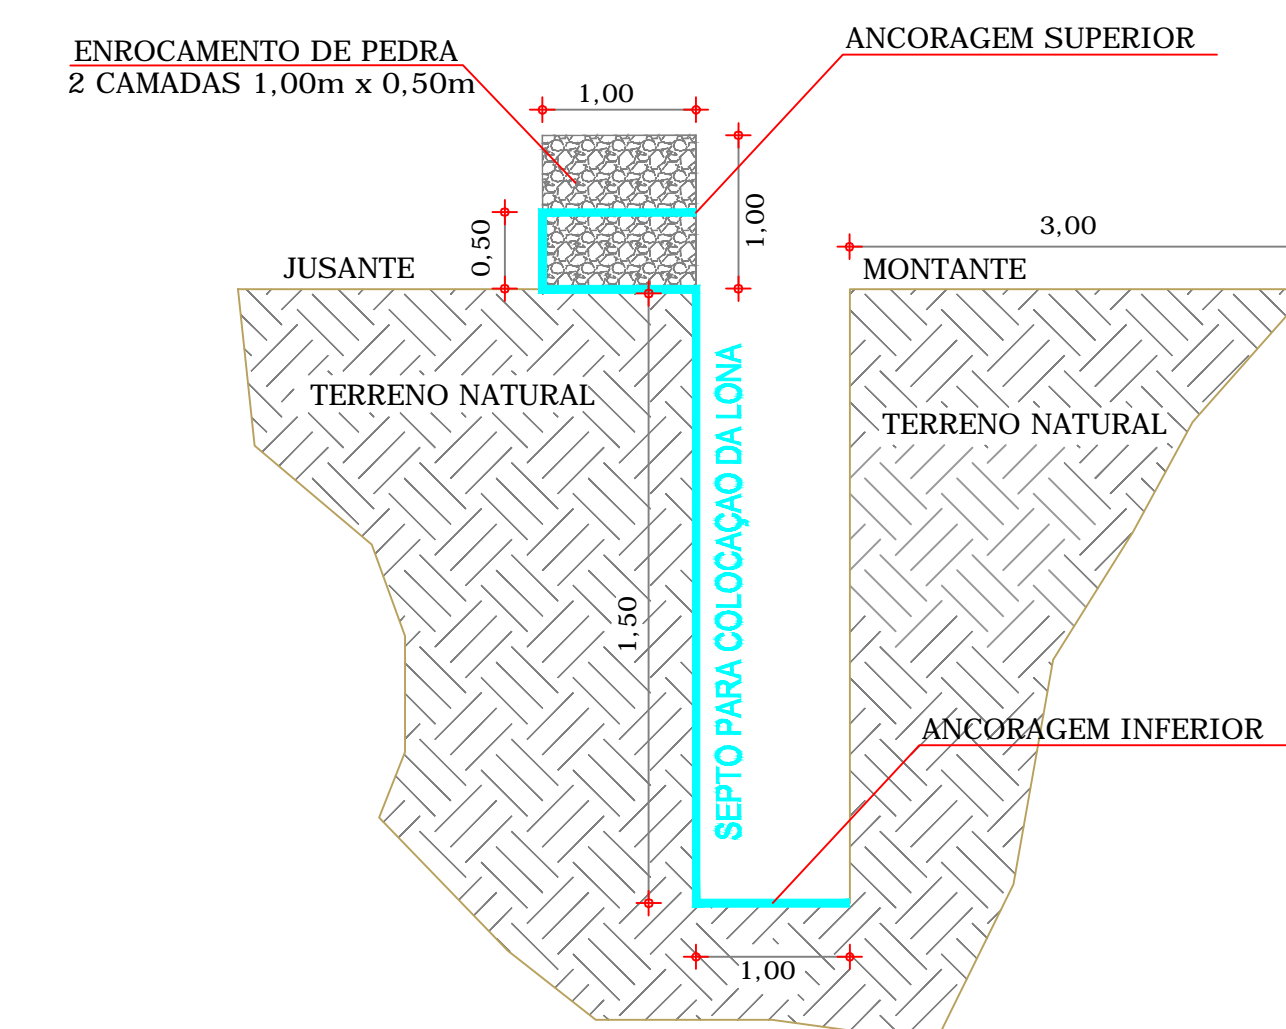 ENROCAMENTO DE PEDRA
2 CAMADAS 1,00m x 0,50m
ANCORAGEM SUPERIOR
1,00
1,00
0,50
3,00
JUSANTE
MONTANTE
TERRENO NATURAL
TERRENO NATURAL
SEPTO PARA COLOCAÇAO DA LONA
1,50
ANCORAGEM INFERIOR
1,00